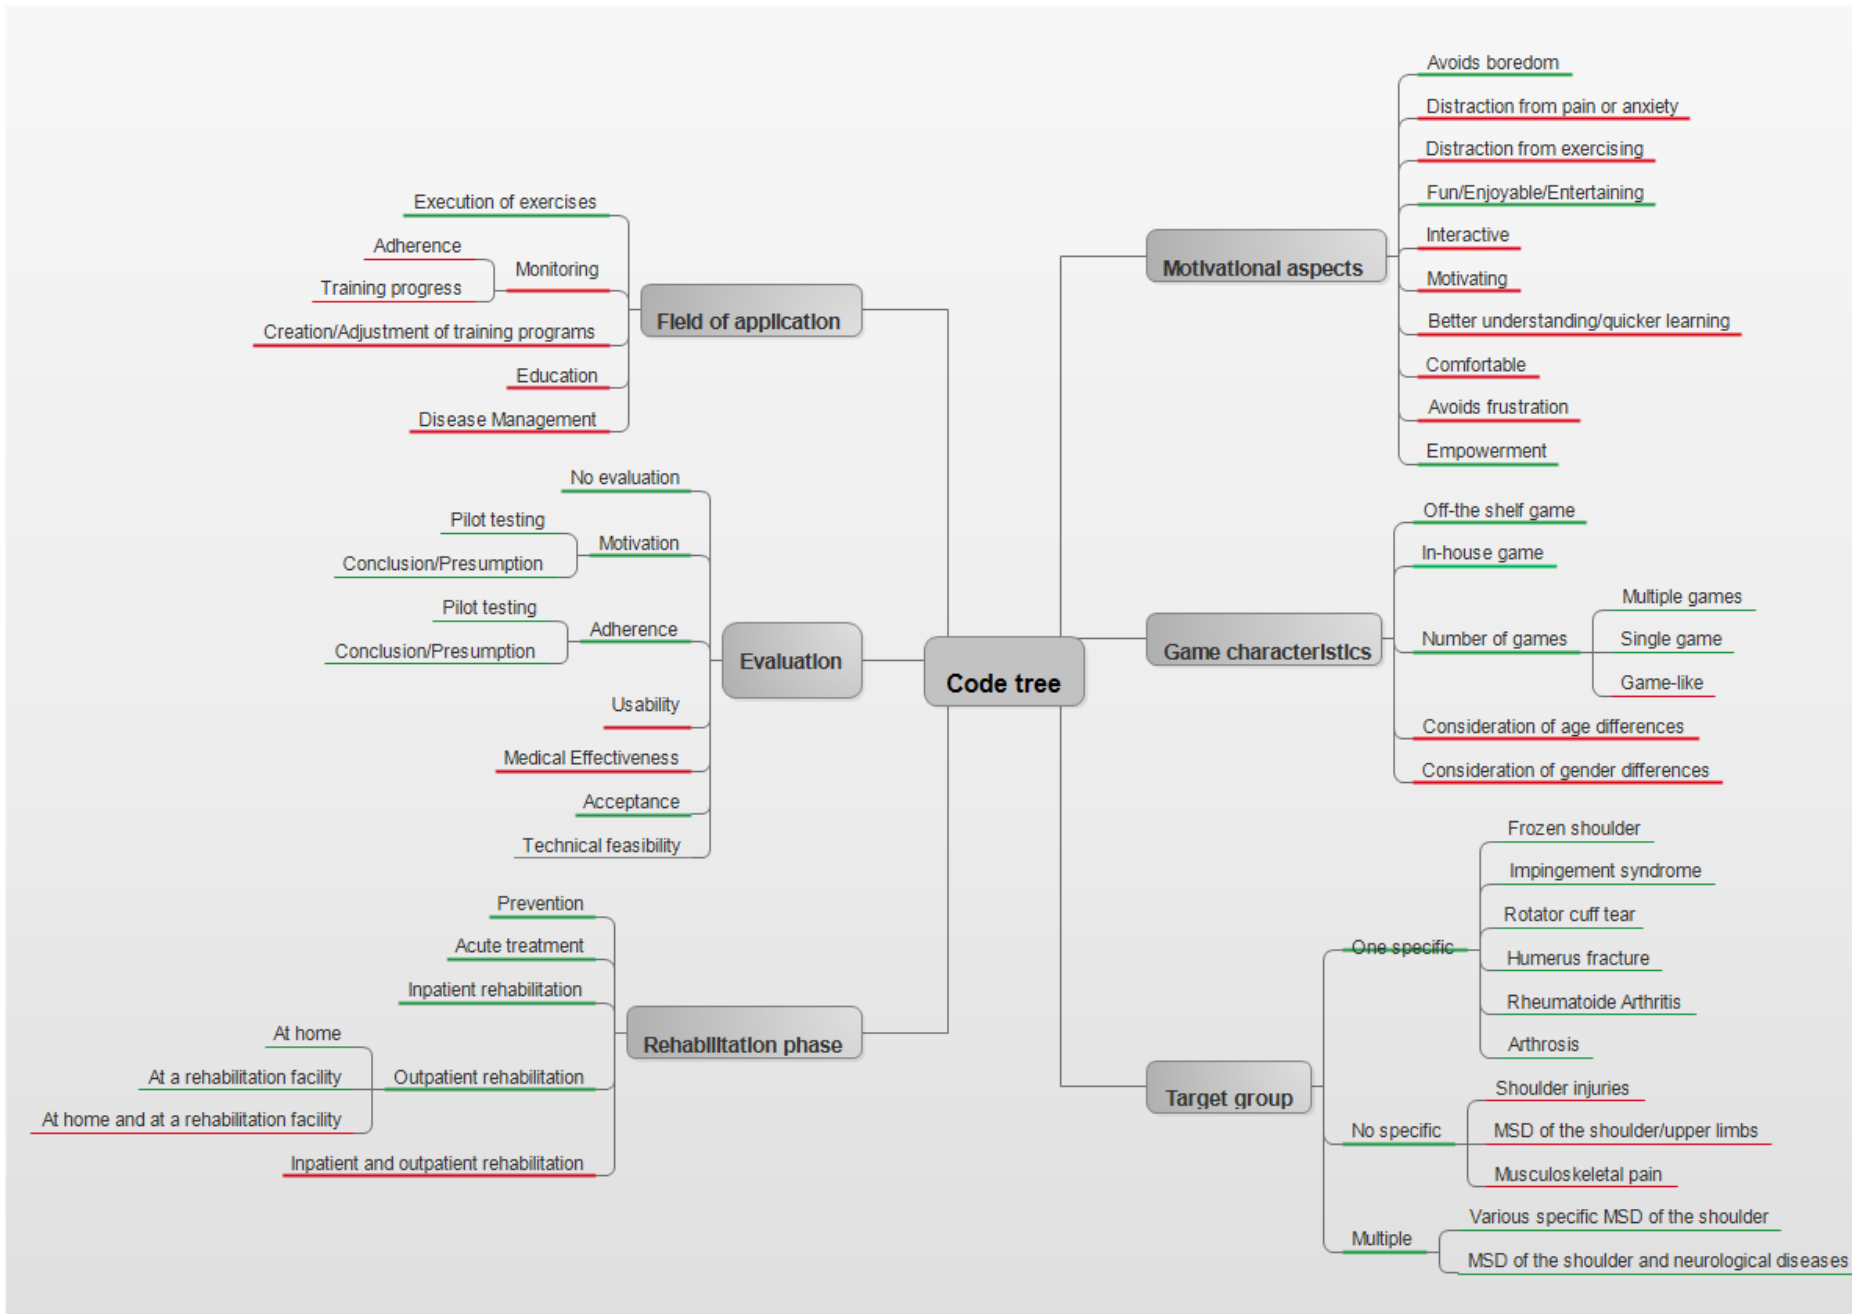 Code tree
Field of application
Execution of exercises
Monitoring
Adherence
Training progress
Creation/Adjustment of training programs
Education
Disease Management
Evaluation
No evaluation
Motivation
Pilot testing
Conclusion/Presumption
Adherence
Pilot testing
Conclusion/Presumption
Usability
Medical Effectiveness
Acceptance
Technical feasibility
Rehabilitation phase
Prevention
Acute treatment
Inpatient rehabilitation
Outpatient rehabilitation
At home
At a rehabilitation facility
At home and at a rehabilitation facility
Inpatient and outpatient rehabilitation
Motivational aspects
Avoids boredom
Distraction from pain or anxiety
Distraction from exercising
Fun/Enjoyable/Entertaining
Interactive
Motivating
Better understanding/quicker learning
Comfortable
Avoids frustration
Empowerment
Game characteristics
Off-the shelf game
In-house game
Number of games
Multiple games
Single game
Game-like
Consideration of age differences
Consideration of gender differences
Target group
One specific
Frozen shoulder
Impingement syndrome
Rotator cuff tear
Humerus fracture
Rheumatoide Arthritis
Arthrosis
No specific
Shoulder injuries
MSD of the shoulder/upper limbs
Musculoskeletal pain
Multiple
Various specific MSD of the shoulder
MSD of the shoulder and neurological diseases